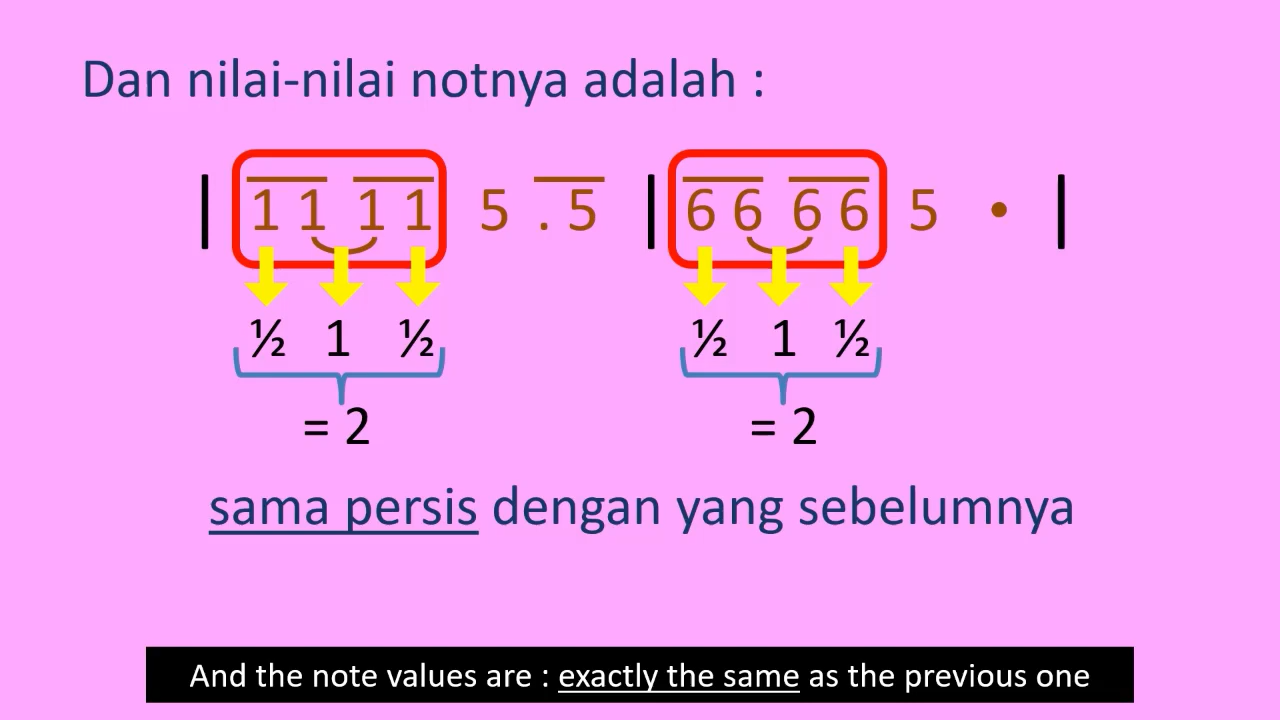 Dan nilai-nilai notnya adalah :
| 1 1 1 1 5 . 5 | 6 6 6 6 5 • |
½ 1 ½ ½ 1 ½
= 2 = 2
sama persis dengan yang sebelumnya
And the note values are : exactly the same as the previous one